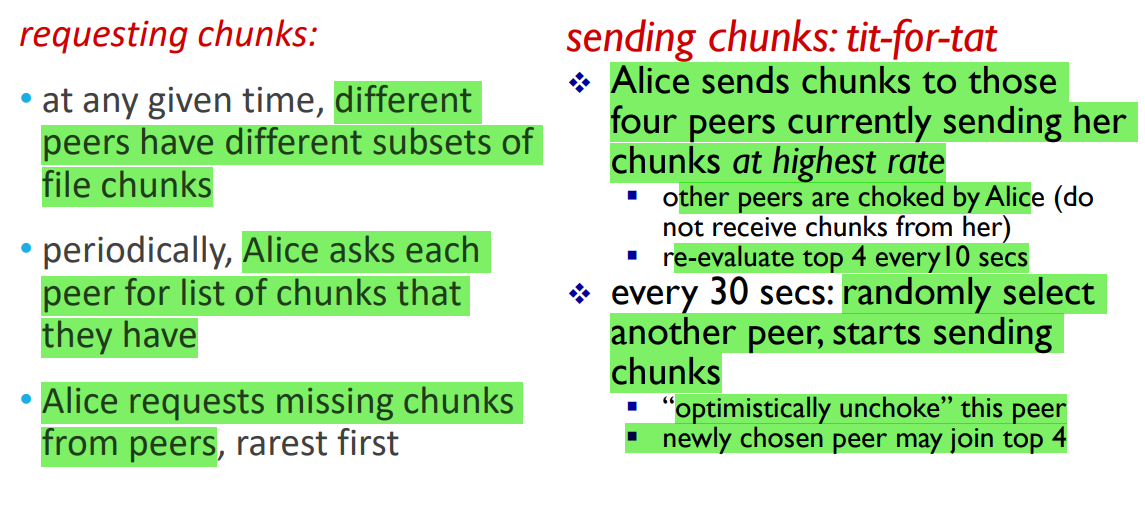 requesting chunks:
• at any given time, different
peers have different subsets of
file chunks
• periodically, Alice asks each
peer for list of chunks that
they have
• Alice requests missing chunks
from peers, rarest first
sending chunks: tit-for-tat
❖ Alice sends chunks to those
four peers currently sending her
chunks at highest rate
▪ other peers are choked by Alice (do
not receive chunks from her)
▪ re-evaluate top 4 every10 secs
❖ every 30 secs: randomly select
another peer, starts sending
chunks
▪ “optimistically unchoke” this peer
▪ newly chosen peer may join top 4